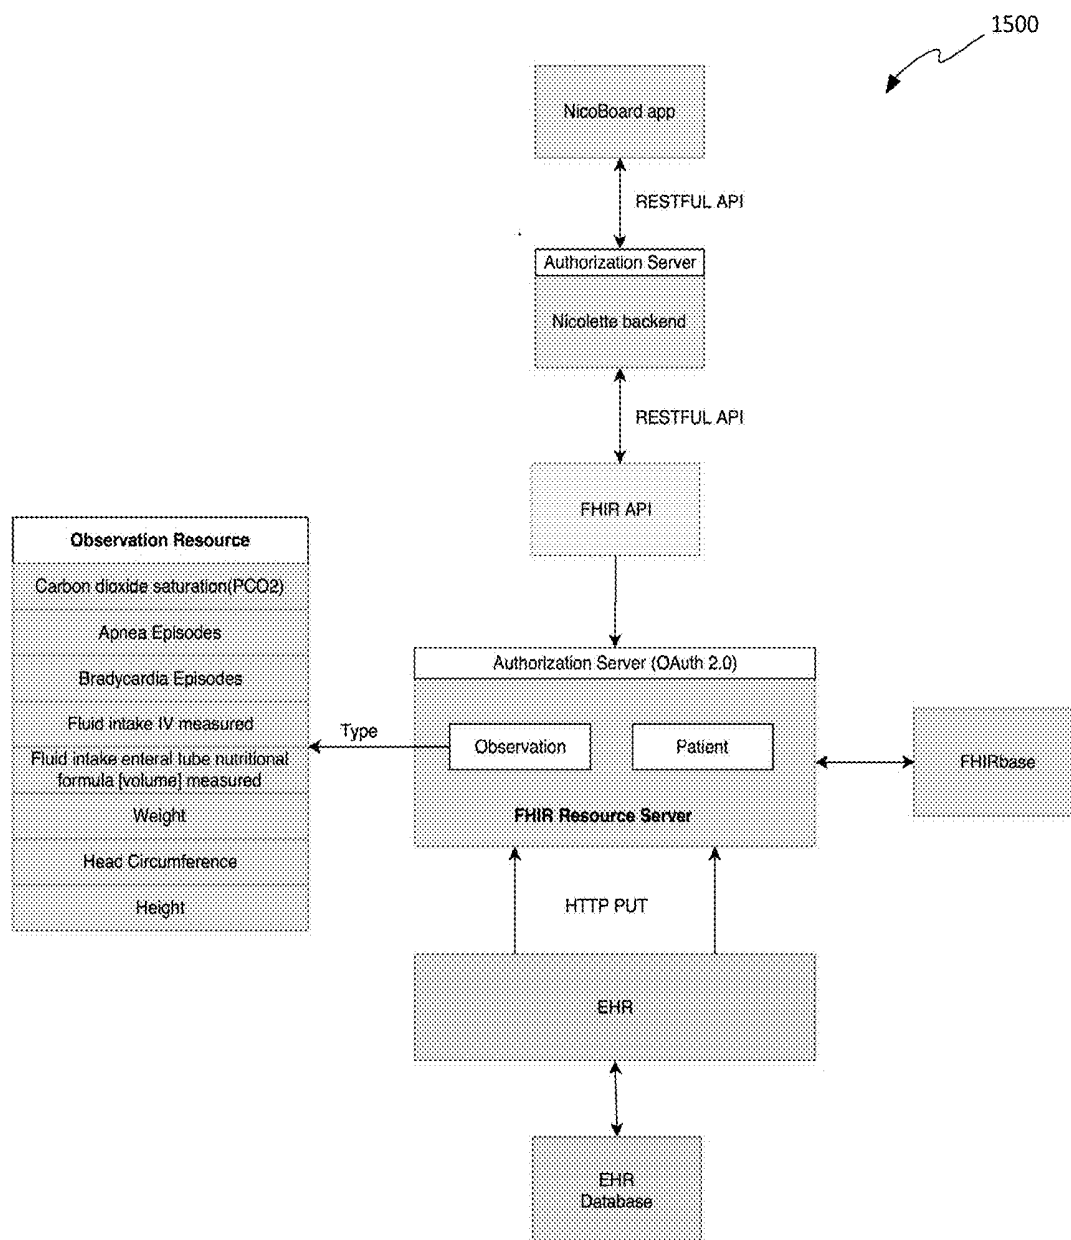 1500
NicoBoard app
RESTFUL API
Authorization Server
Nicolette backend
RESTFUL API
FHIR API
Observation Resource
Carbon dioxide saturation(PCO2)
Apnea Episodes
Bradycardia Episodes
Fluid intake IV measured
Fluid intake enteral tube nutritional
formula [volume] measured
Weight
Head Circumference
Height
Type
Authorization Server (OAuth 2.0)
Observation
Patient
FHIR Resource Server
FHIRbase
HTTP PUT
EHR
EHR
Database